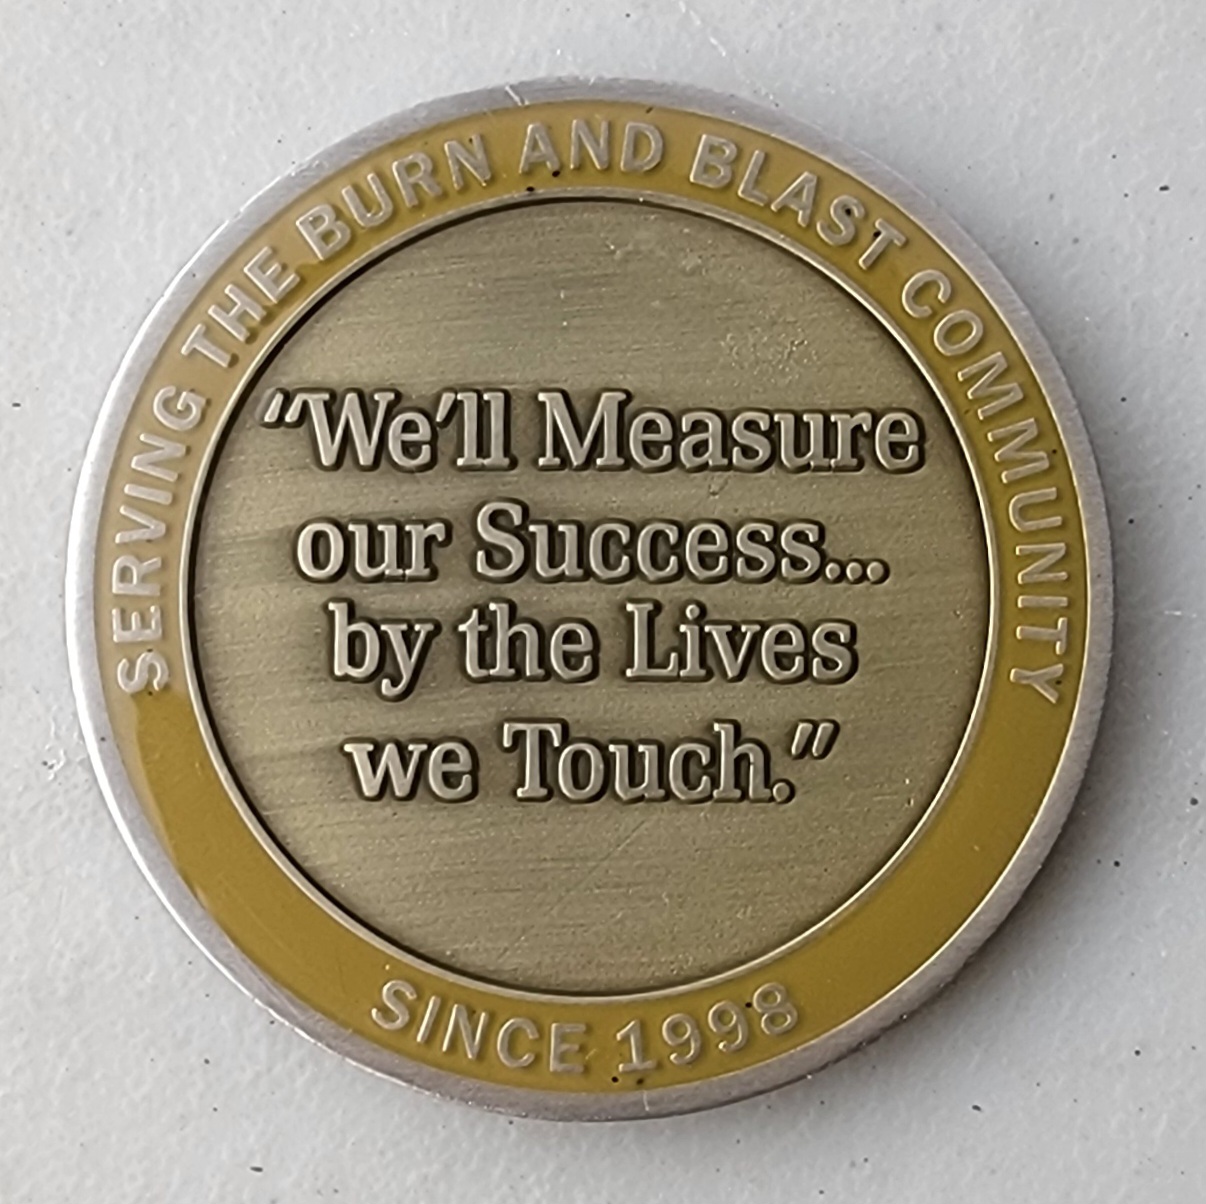 SERVING THE BURN AND BLAST COMMUNITY
"We'll Measure
our Success...
by the Lives
we Touch."
SINCE 1998